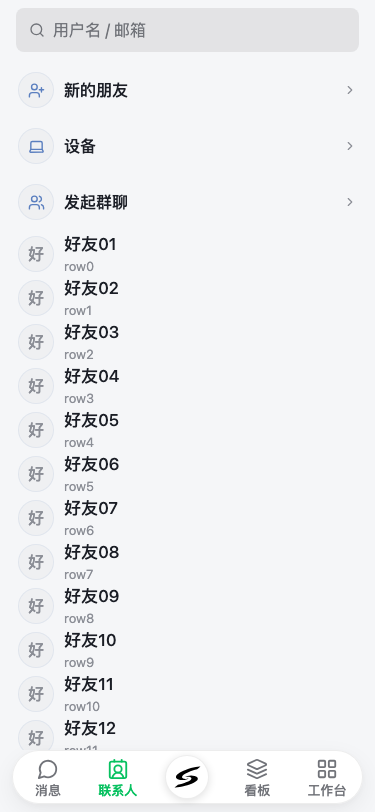 用户名 / 邮箱
新的朋友
设备
发起群聊
好 好友01
row0
好 好友02
row1
好 好友03
row2
好 好友04
row3
好 好友05
row4
好 好友06
row5
好 好友07
row6
好 好友08
row7
好 好友09
row8
好 好友10
row9
好 好友11
row10
好 好友12
消息 联系人 看板 工作台